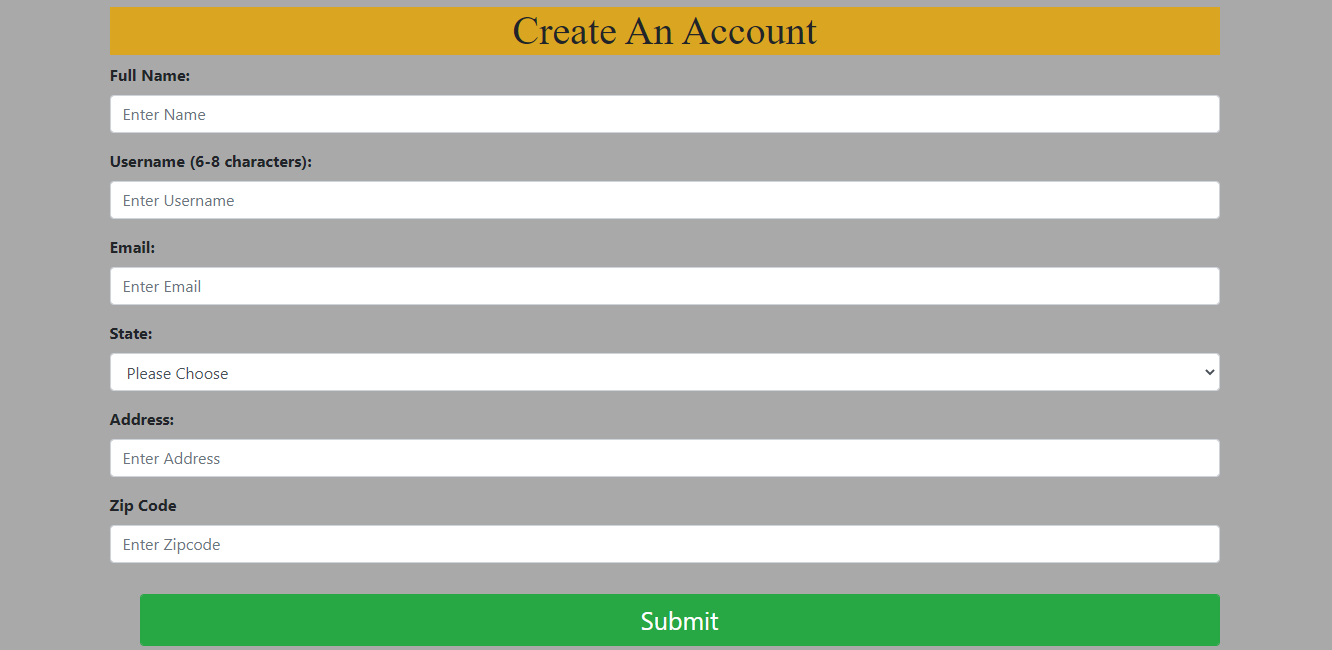 Create An Account
Full Name:
Enter Name
Username (6-8 characters):
Enter Username
Email:
Enter Email
State:
Please Choose
Address:
Enter Address
Zip Code
Enter Zipcode
Submit